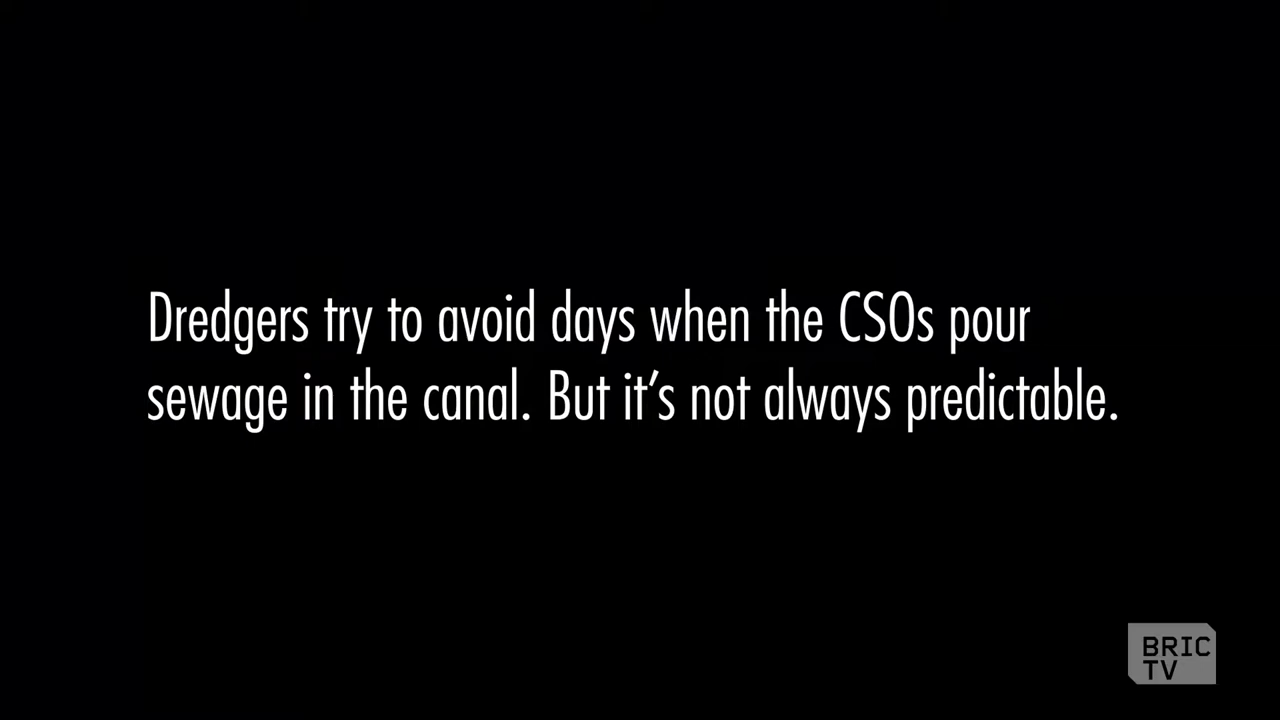 Dredgers try to avoid days when the CSOs pour
sewage in the canal. But it’s not always predictable.
BRIC
TV